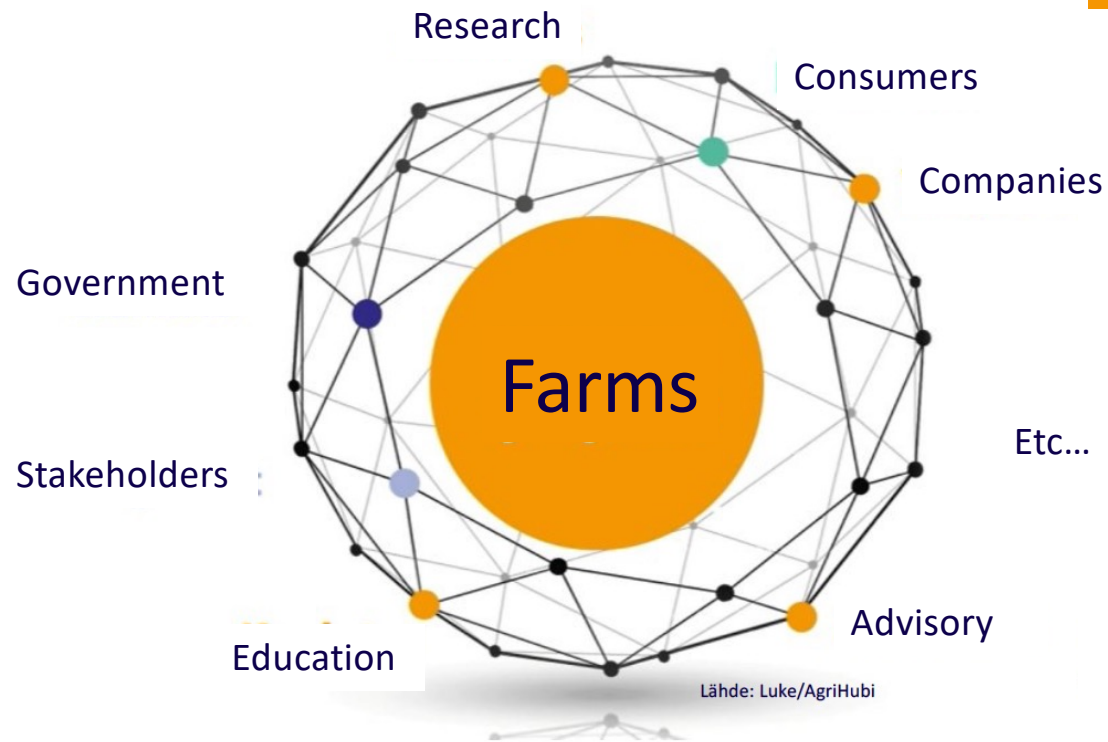 Research
Consumers
Companies
Government
Farms
Etc…
Stakeholders
Advisory
Education
Lähde: Luke/AgriHubi